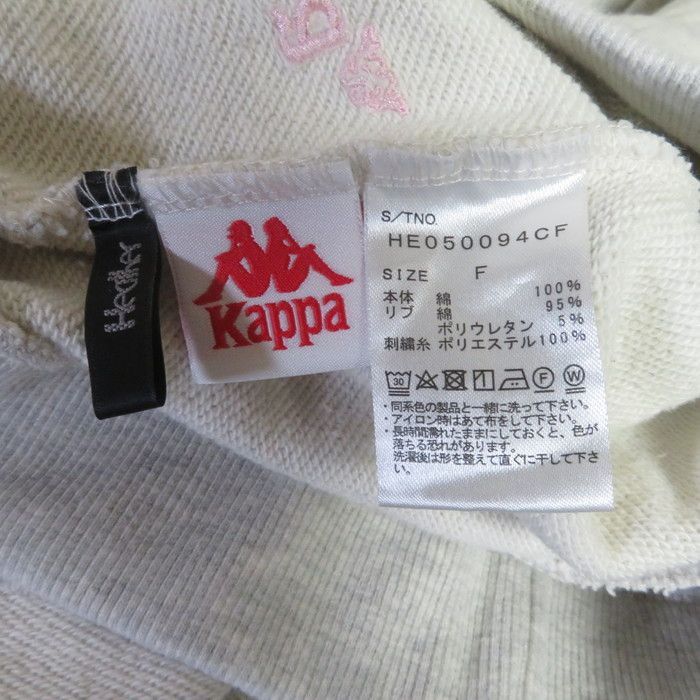 Kappa
S/TNO.
HE050094CF
SIZE F
本体 綿 100%
リブ 綿 95%
ポリウレタン 5%
刺繍糸 ポリエステル100%
30 F W
・同系色の製品と一緒に洗って下さい。
・アイロン時はあて布をして下さい。
・長時間濡れたままにしておくと、色が
落ちる恐れがあります。
洗濯後は形を整えて直ぐに干して下さい。